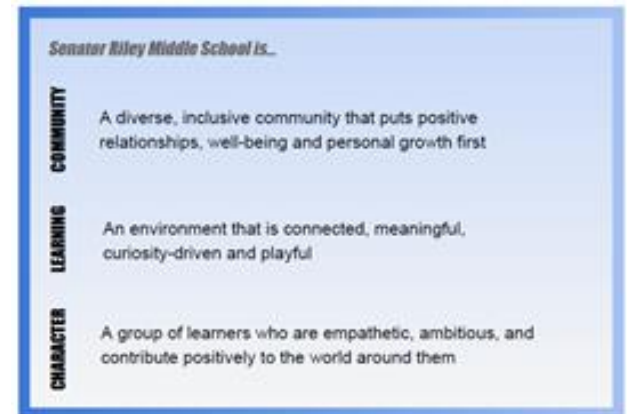 Senator Riley Middle School is...
COMMUNITY
A diverse, inclusive community that puts positive
relationships, well-being and personal growth first
LEARNING
An environment that is connected, meaningful,
curiosity-driven and playful
CHARACTER
A group of learners who are empathetic, ambitious, and
contribute positively to the world around them